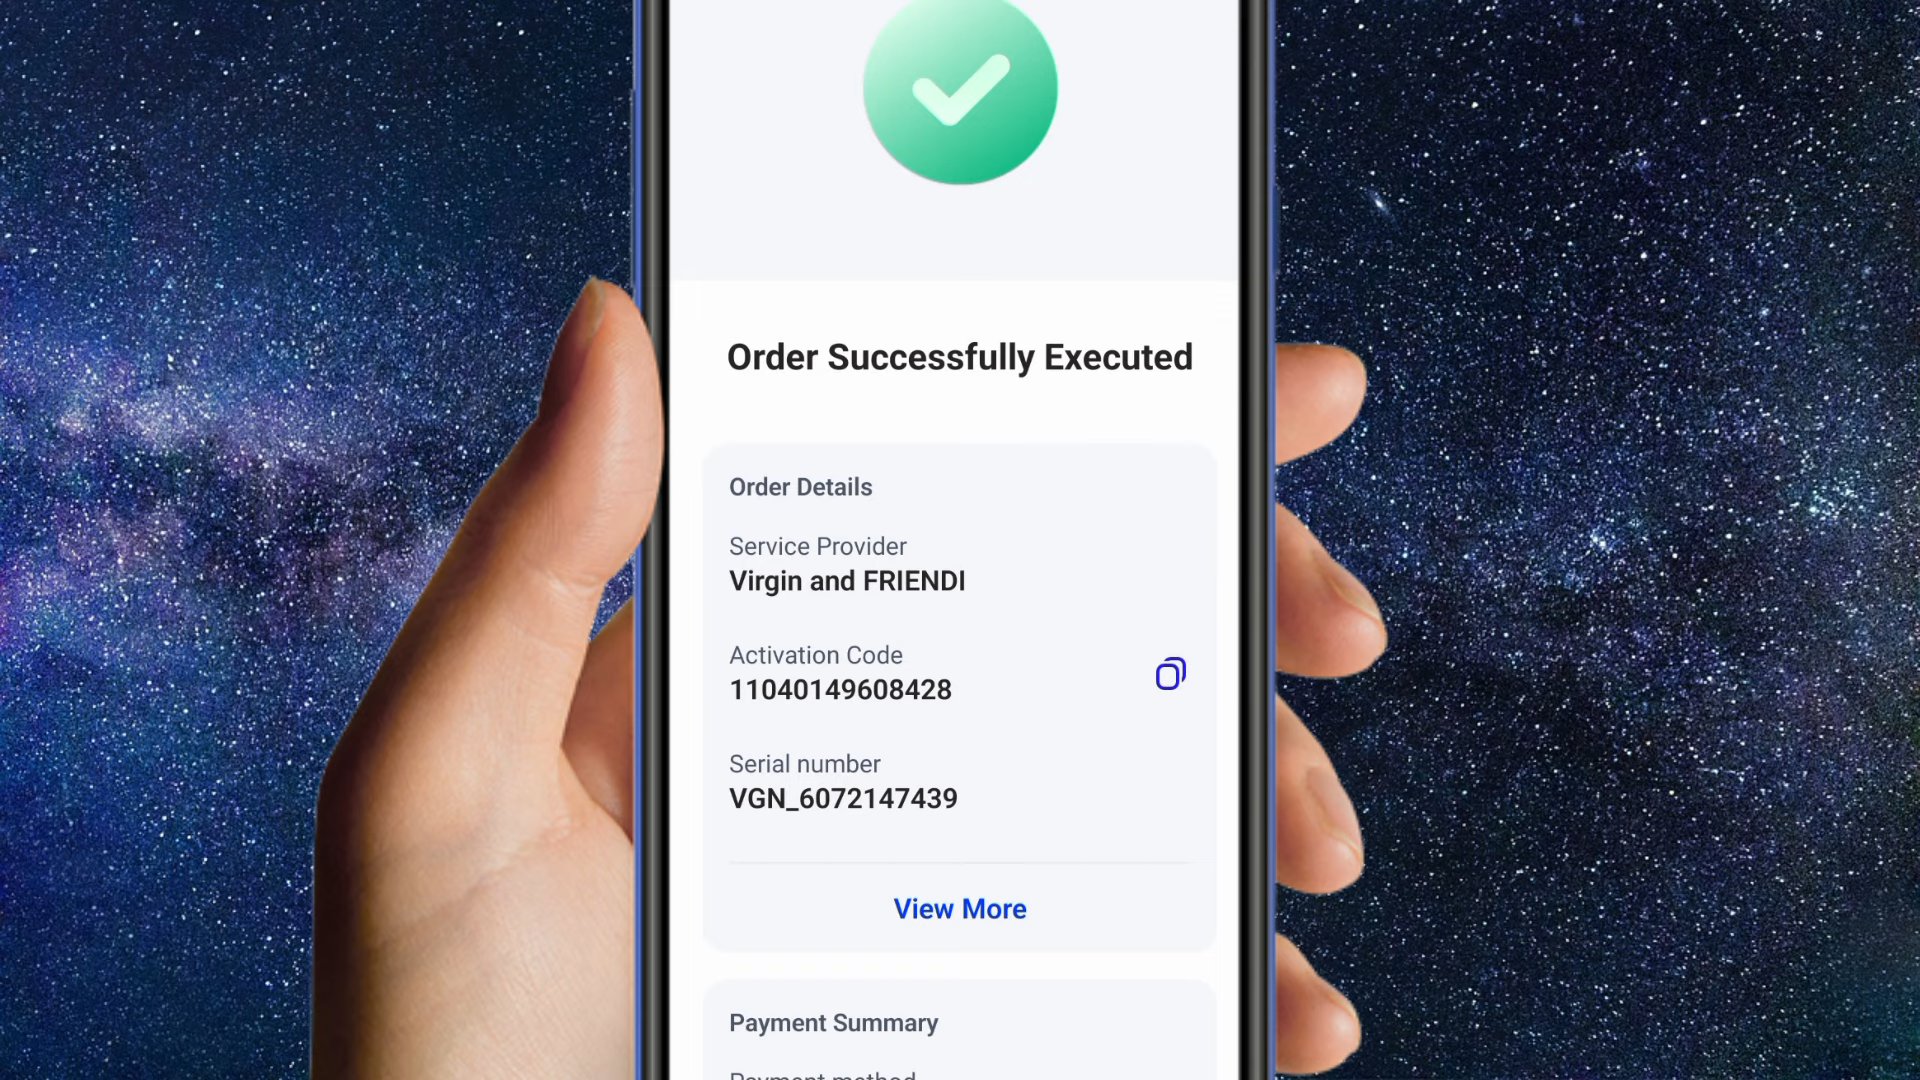 Order Successfully Executed
Order Details
Service Provider
Virgin and FRIENDI
Activation Code
11040149608428
Serial number
VGN_6072147439
View More
Payment Summary
Payment method